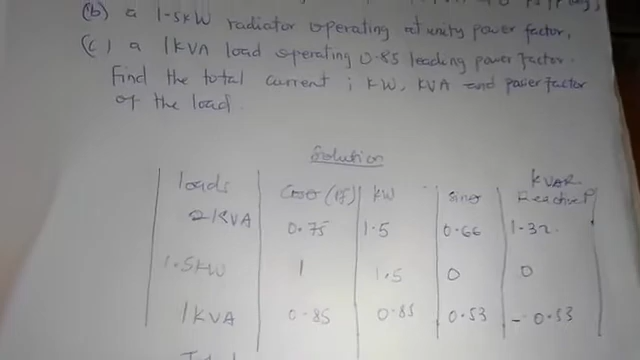 (b) a 1.5kW radiator operating at unity power factor,
(c) a 1KVA load operating 0.85 leading power factor.
Find the total current ; KW, KVA and power factor
of the load.
Solution
loads Cosθ (Pf) KW Sinθ KVAR Reactive P
2KVA 0.75 1.5 0.66 1.32
1.5KW 1 1.5 0 0
1KVA 0.85 0.85 0.53 - 0.53